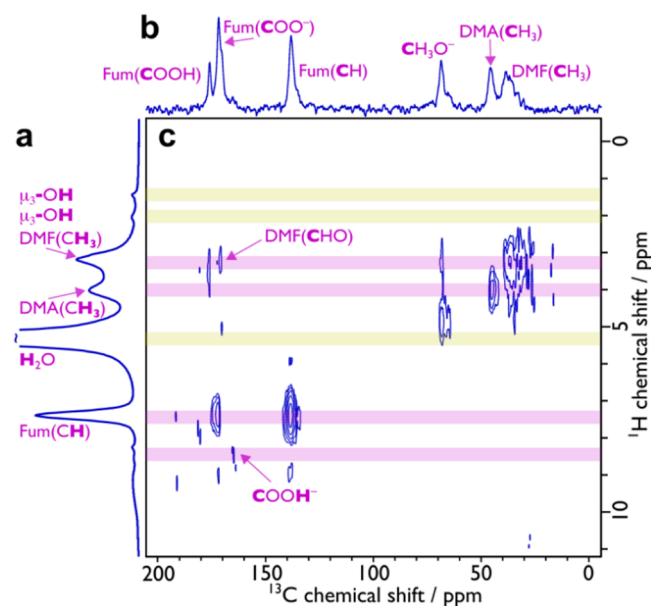 b
Fum(COO⁻)
Fum(COOH)
Fum(CH)
CH₃O⁻
DMA(CH₃)
DMF(CH₃)
a
c
μ₃-OH
μ₃-OH
DMF(CH₃)
DMA(CH₃)
~
H₂O
Fum(CH)
DMF(CHO)
COOH⁻
0
5
10
¹H chemical shift / ppm
200 150 100 50 0
¹³C chemical shift / ppm